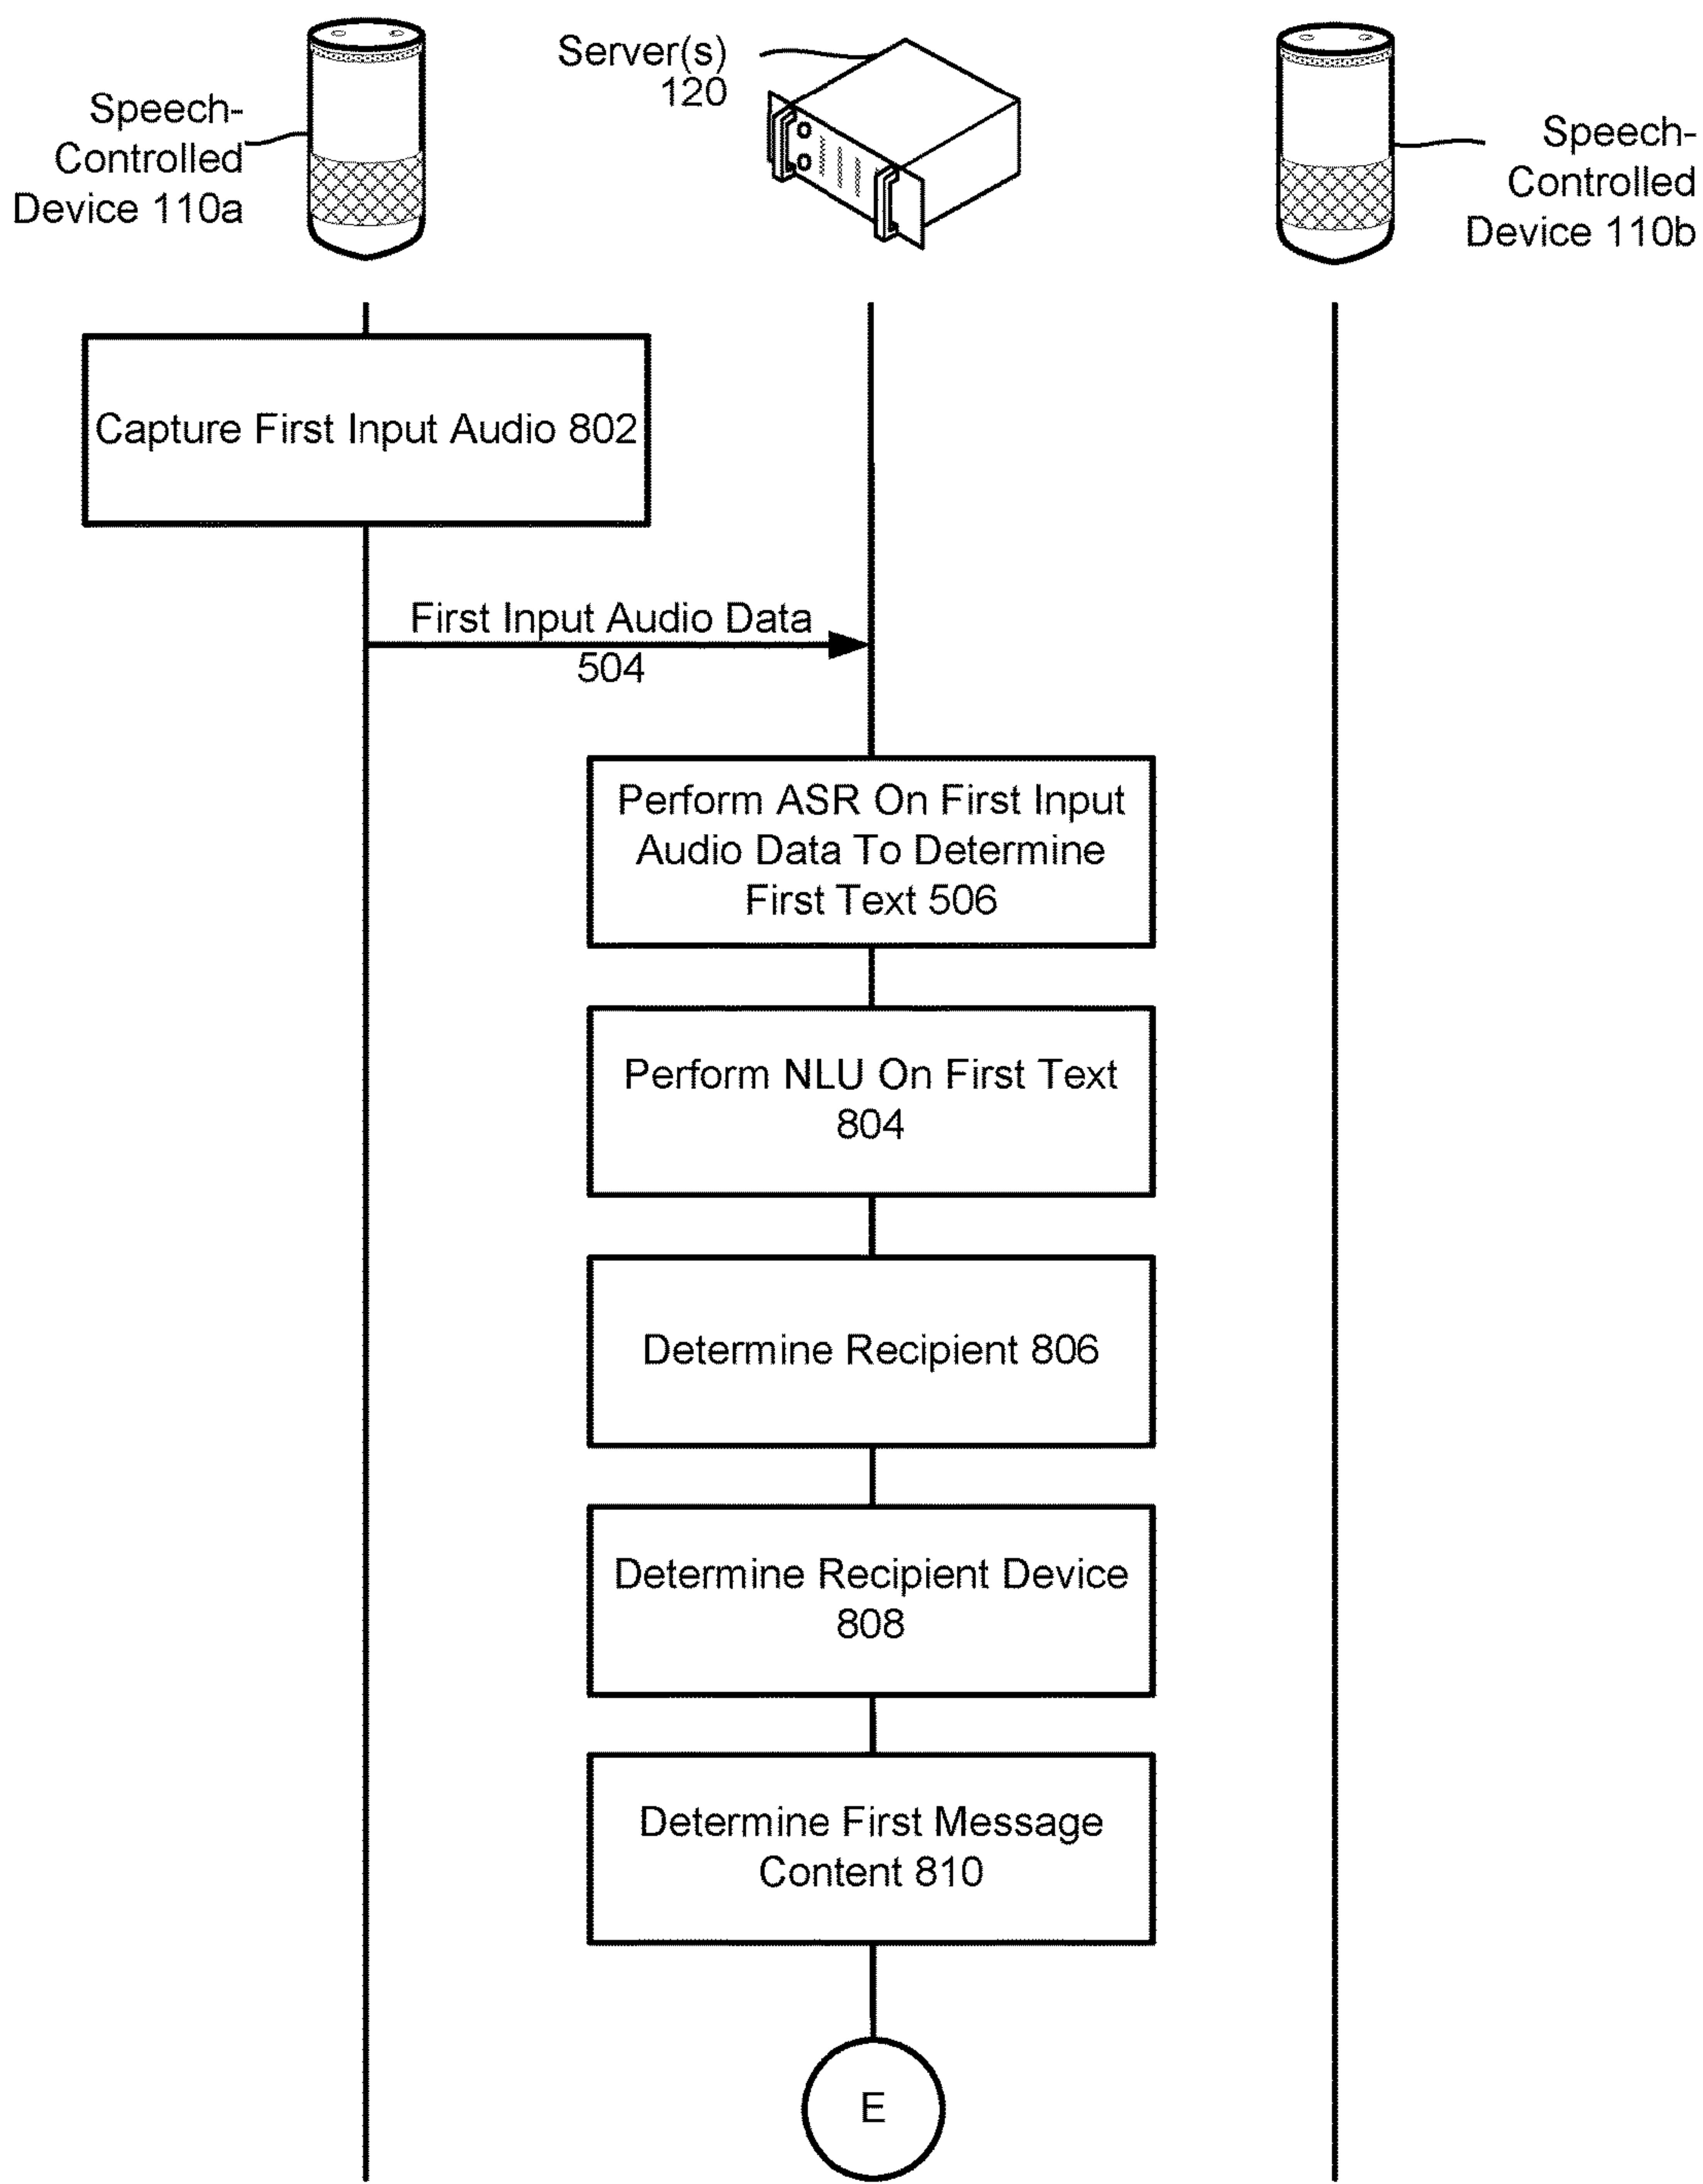 Speech-
Controlled
Device 110a
Server(s)
120
Speech-
Controlled
Device 110b
Capture First Input Audio 802
First Input Audio Data
504
Perform ASR On First Input
Audio Data To Determine
First Text 506
Perform NLU On First Text
804
Determine Recipient 806
Determine Recipient Device
808
Determine First Message
Content 810
E